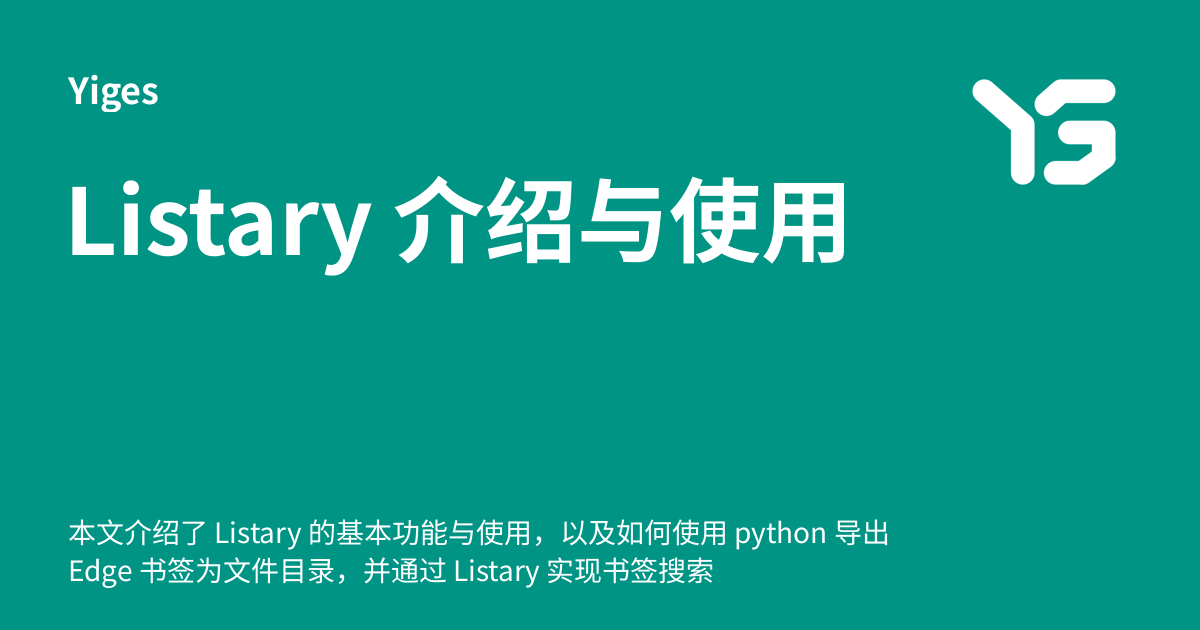 Yiges
YS
Listary 介绍与使用
本文介绍了 Listary 的基本功能与使用，以及如何使用 python 导出
Edge 书签为文件目录，并通过 Listary 实现书签搜索